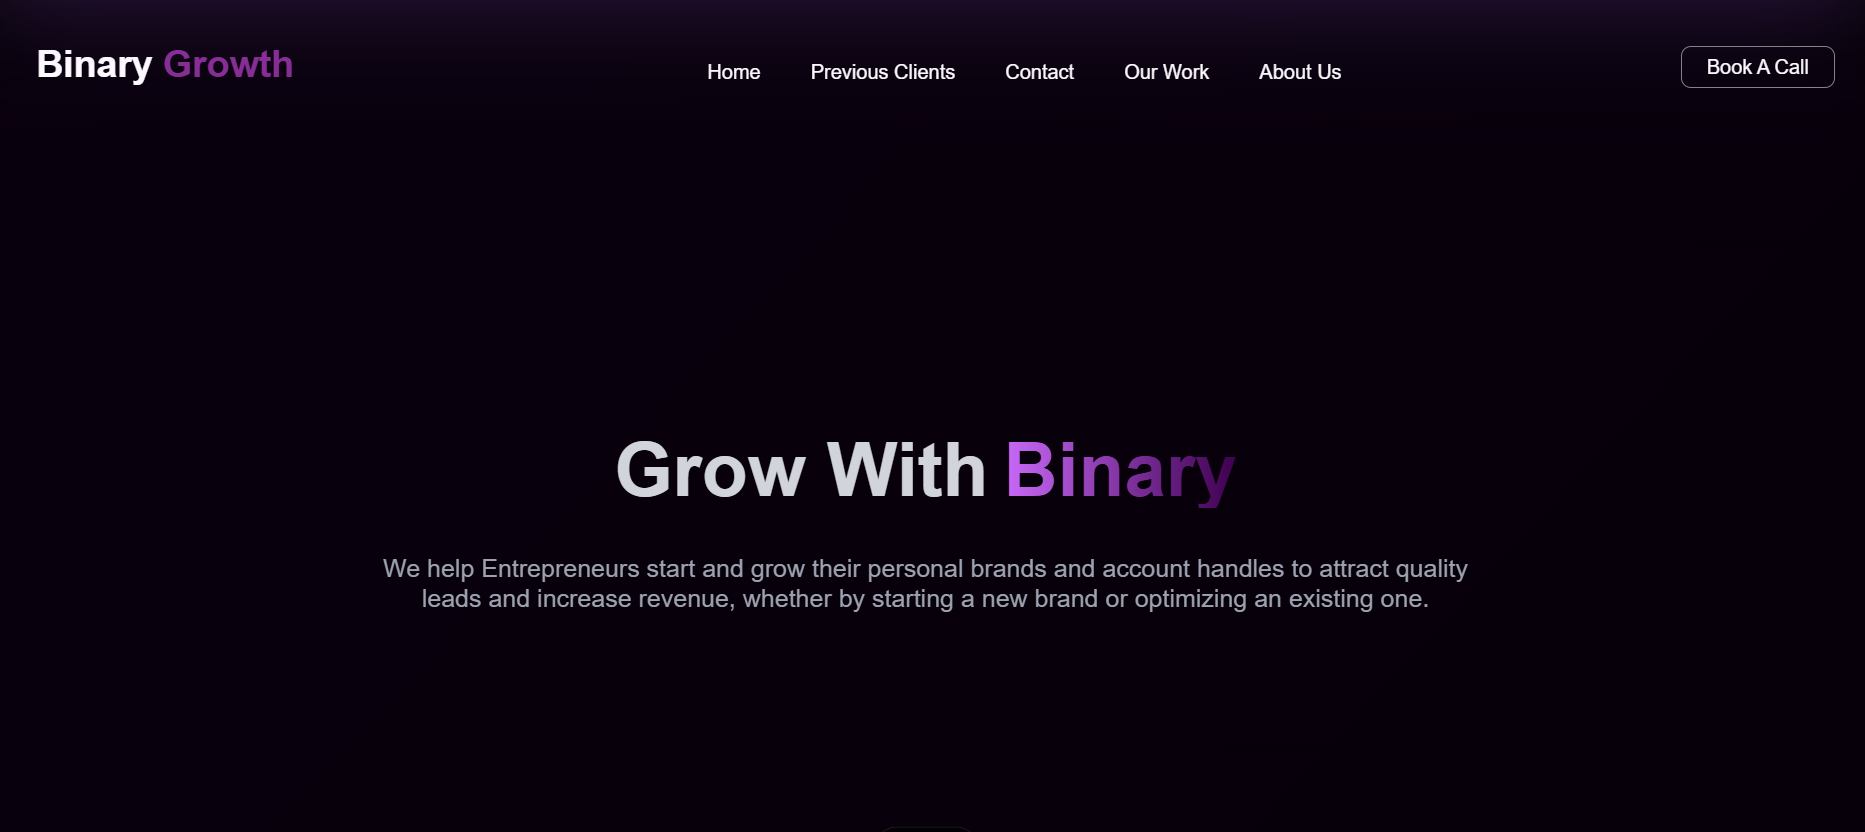 Binary Growth
Home Previous Clients Contact Our Work About Us
Book A Call
Grow With Binary
We help Entrepreneurs start and grow their personal brands and account handles to attract quality
leads and increase revenue, whether by starting a new brand or optimizing an existing one.